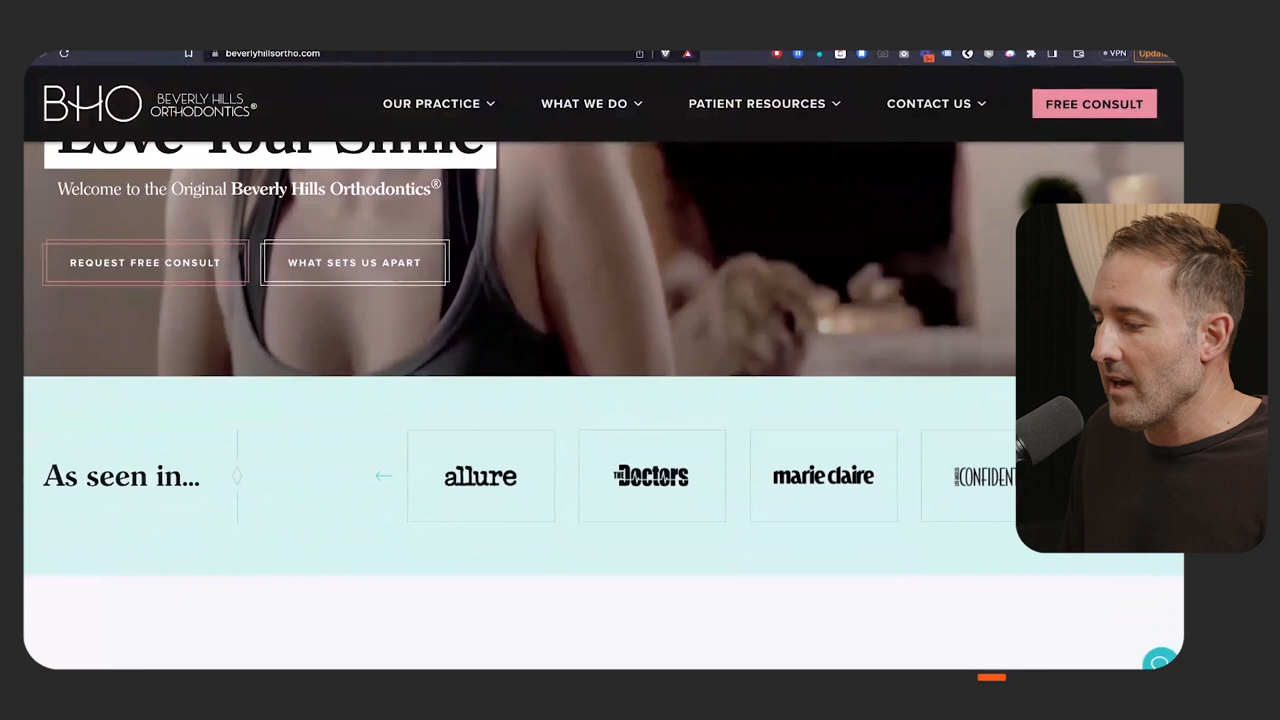 beverlyhillsortho.com
VPN
BHO
BEVERLY HILLS
ORTHODONTICS®
OUR PRACTICE
WHAT WE DO
PATIENT RESOURCES
CONTACT US
FREE CONSULT
Love Your Smile
Welcome to the Original Beverly Hills Orthodontics®
REQUEST FREE CONSULT
WHAT SETS US APART
As seen in...
allure
THE Doctors
marie claire